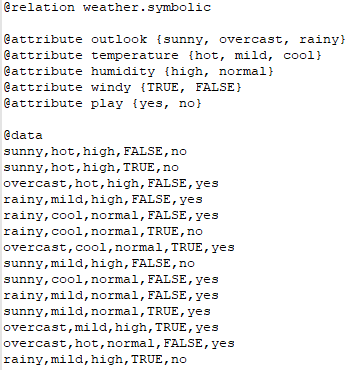 @relation weather.symbolic
@attribute outlook {sunny, overcast, rainy}
@attribute temperature {hot, mild, cool}
@attribute humidity {high, normal}
@attribute windy {TRUE, FALSE}
@attribute play {yes, no}
@data
sunny,hot,high,FALSE,no
sunny,hot,high,TRUE,no
overcast,hot,high,FALSE,yes
rainy,mild,high,FALSE,yes
rainy,cool,normal,FALSE,yes
rainy,cool,normal,TRUE,no
overcast,cool,normal,TRUE,yes
sunny,mild,high,FALSE,no
sunny,cool,normal,FALSE,yes
rainy,mild,normal,FALSE,yes
sunny,mild,normal,TRUE,yes
overcast,mild,high,TRUE,yes
overcast,hot,normal,FALSE,yes
rainy,mild,high,TRUE,no